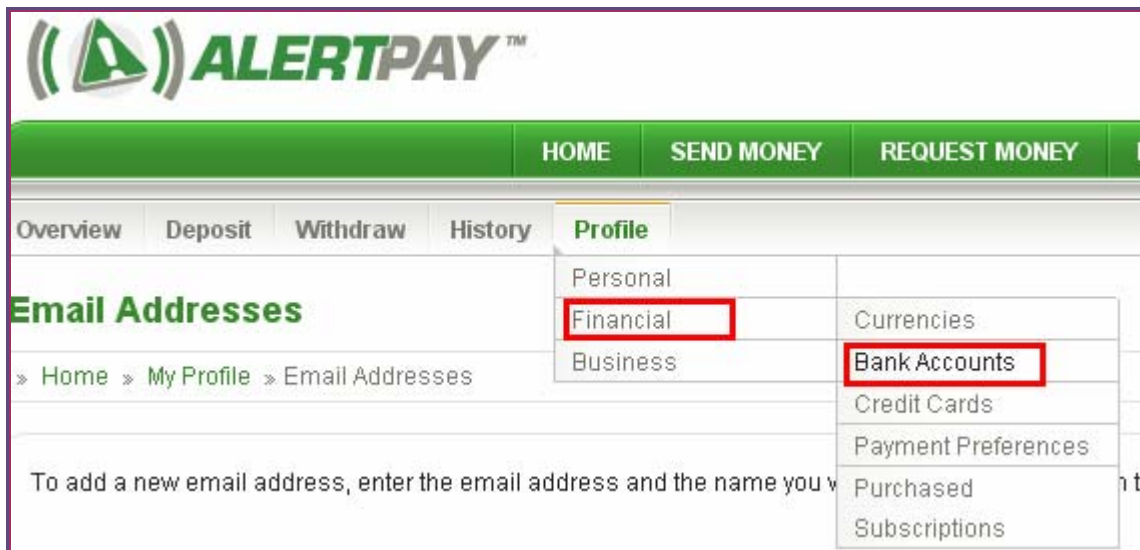 ALERTPAY™
HOME SEND MONEY REQUEST MONEY
Overview Deposit Withdraw History Profile
Personal
Email Addresses
Financial Currencies
» Home » My Profile » Email Addresses
Business Bank Accounts
Credit Cards
Payment Preferences
To add a new email address, enter the email address and the name you
Purchased
Subscriptions